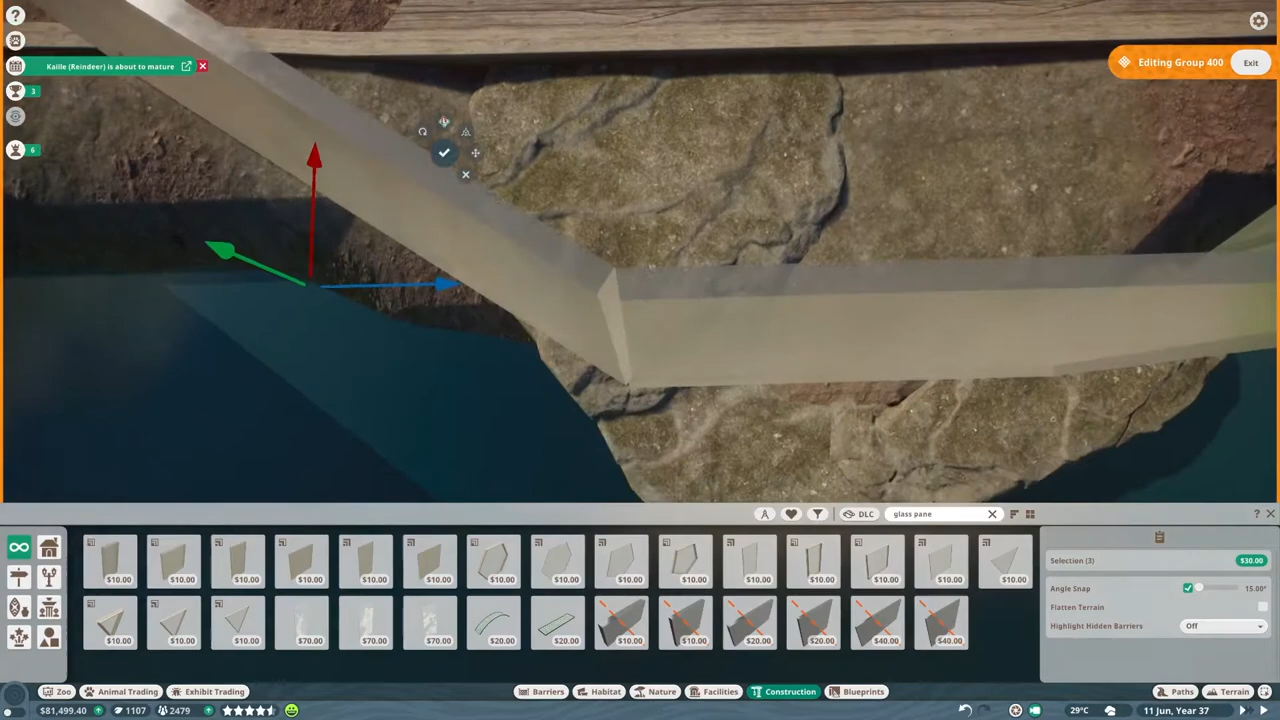 Kaille (Reindeer) is about to mature
Editing Group 400
Exit
3
6
DLC
glass pane
$10.00 $10.00 $10.00 $10.00 $10.00 $10.00 $10.00 $10.00 $10.00 $10.00 $10.00 $10.00 $10.00 $10.00 $10.00
$10.00 $10.00 $10.00 $70.00 $70.00 $70.00 $20.00 $20.00 $10.00 $10.00 $20.00 $20.00 $40.00 $40.00
Selection (3) $30.00
Angle Snap 15.00°
Flatten Terrain
Highlight Hidden Barriers Off
Zoo Animal Trading Exhibit Trading Barriers Habitat Nature Facilities Construction Blueprints Paths Terrain
$81,499.40 1107 2479 29°C 11 Jun, Year 37